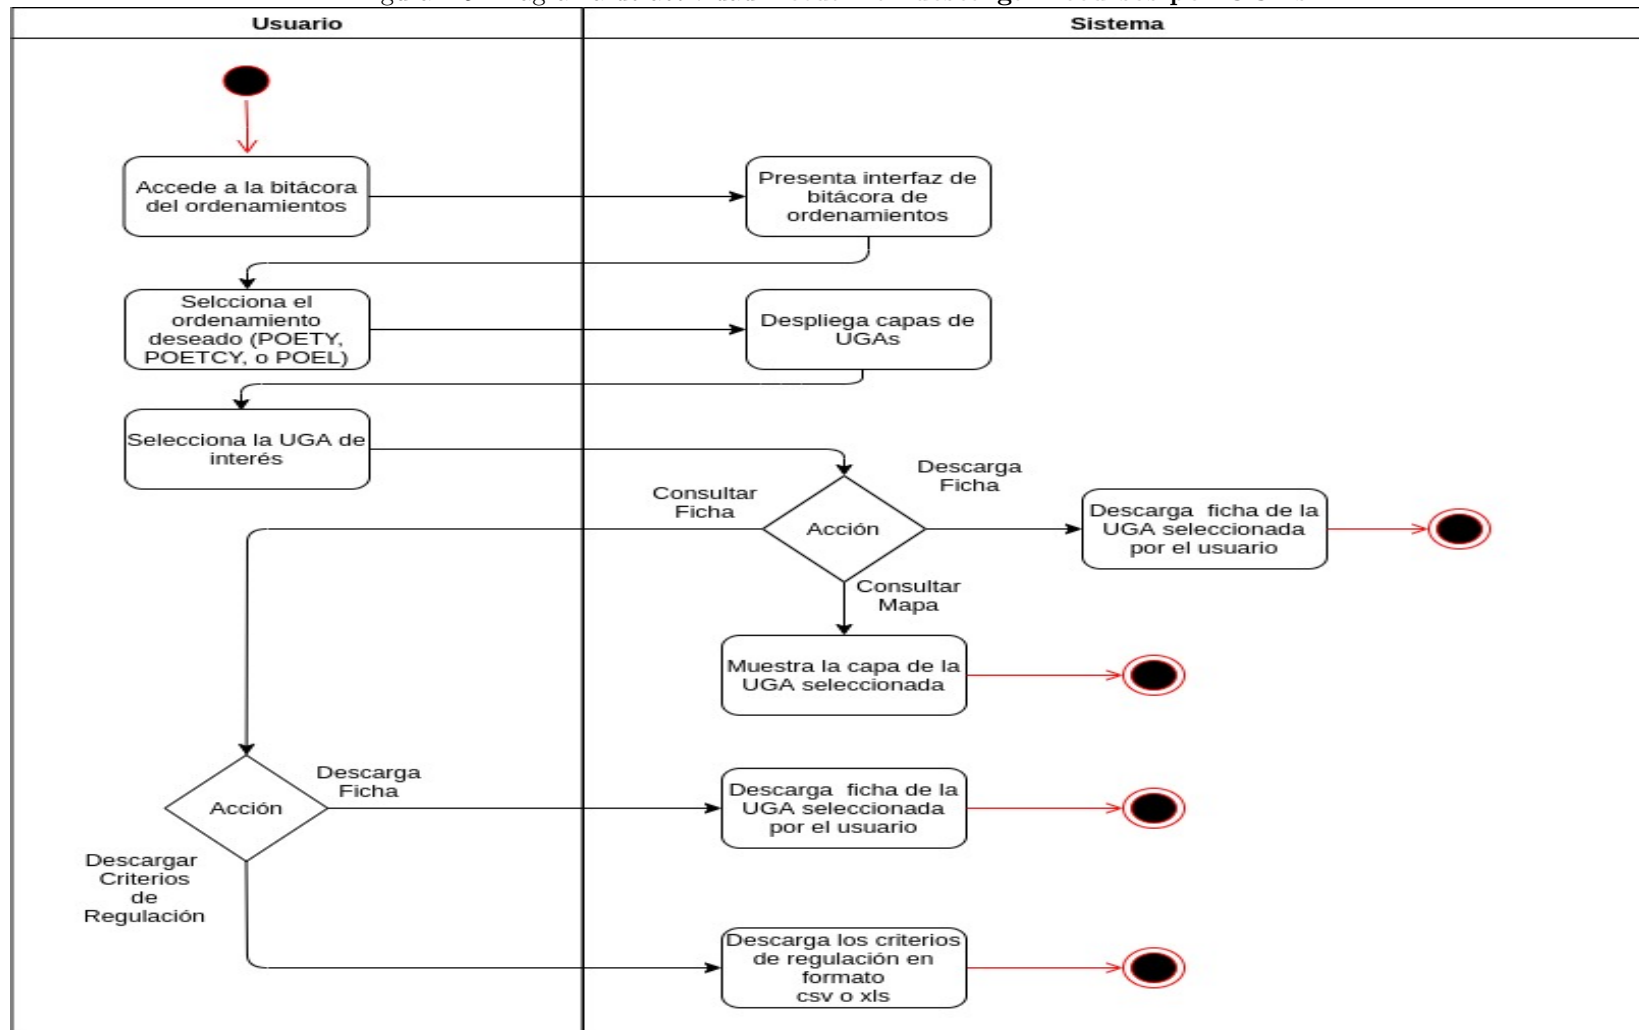 Usuario
Sistema
Accede a la bitácora
del ordenamientos
Presenta interfaz de
bitácora de
ordenamientos
Selcciona el
ordenamiento
deseado (POETY,
POETCY, o POEL)
Despliega capas de
UGAs
Selecciona la UGA de
interés
Consultar
Ficha
Acción
Descarga
Ficha
Descarga ficha de la
UGA seleccionada
por el usuario
Consultar
Mapa
Muestra la capa de la
UGA seleccionada
Acción
Descarga
Ficha
Descarga ficha de la
UGA seleccionada
por el usuario
Descargar
Criterios
de
Regulación
Descarga los criterios
de regulación en
formato
csv o xls